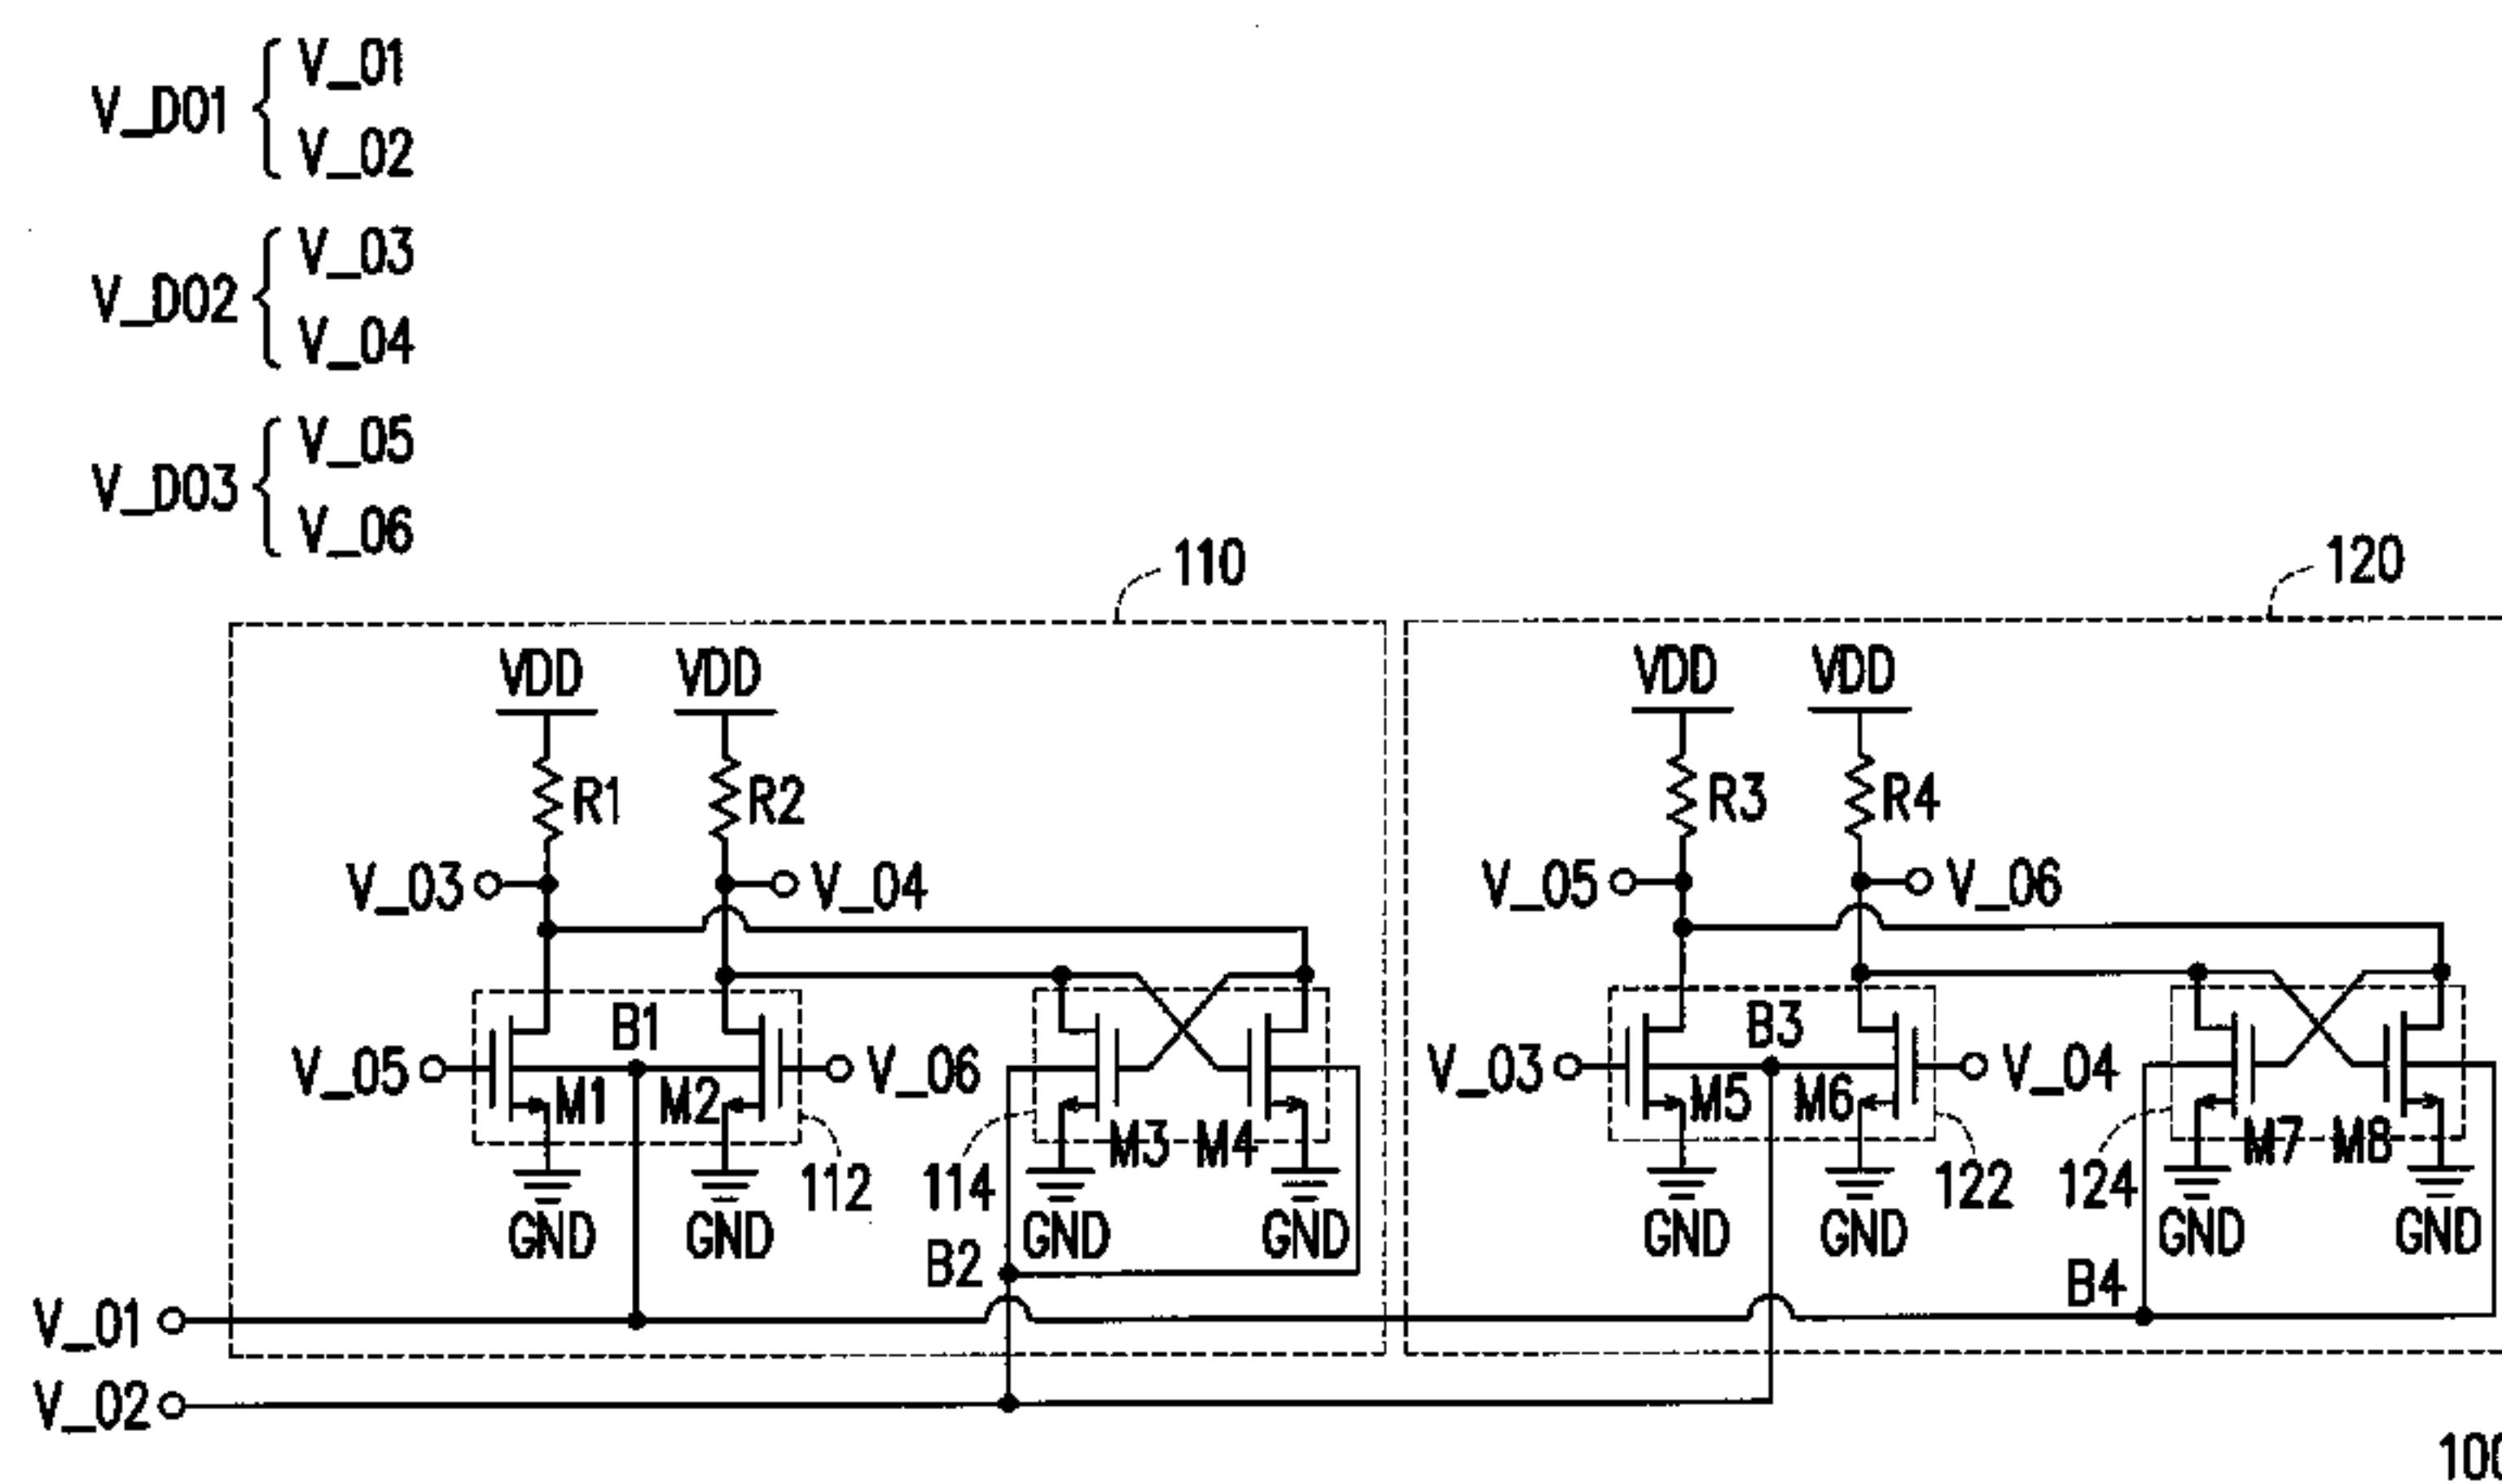 V_01
V_D01
V_02
V_03
V_D02
V_04
V_05
V_D03
V_06
110
120
VDD VDD VDD VDD
R1 R2 R3 R4
V_03 V_04 V_05 V_06
B1 B3
V_05 M1 M2 V_06 V_03 M5 M6 V_04
M3 M4 M7 M8
112 114 122 124
GND GND GND GND GND GND GND GND
B2 B4
V_01
V_02
100